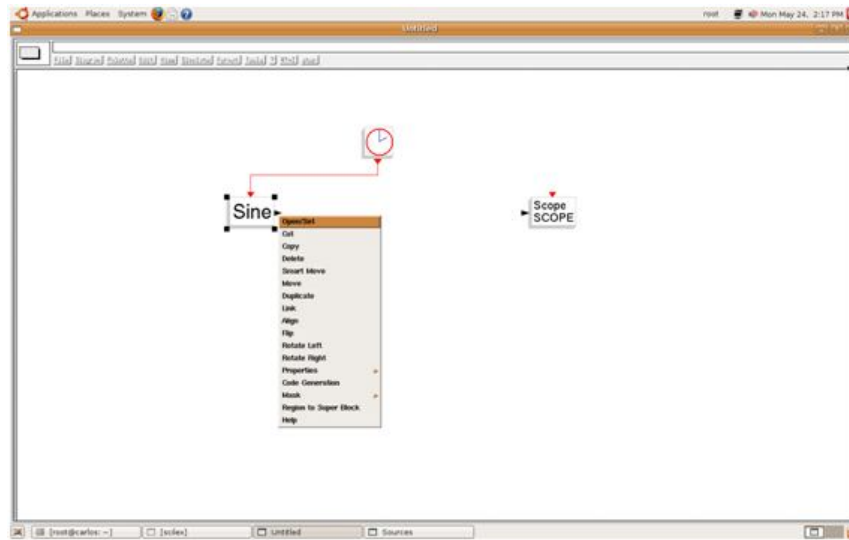 Applications Places System
root Mon May 24, 2:17 PM
Untitled
Sine
Scope
SCOPE
Open/Set
Cut
Copy
Delete
Smart Move
Move
Duplicate
Link
Align
Flip
Rotate Left
Rotate Right
Properties
Code Generation
Mask
Region to Super Block
Help
[root@carlos: ~] Untitled Sources